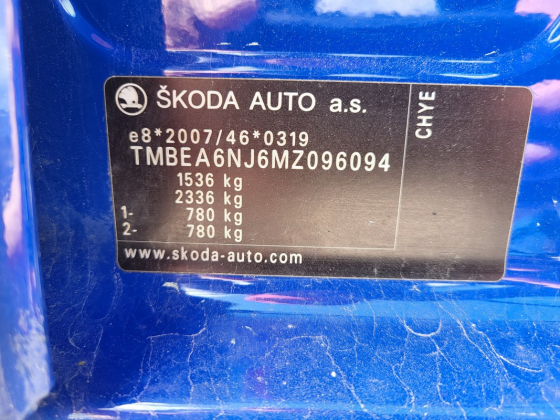 ŠKODA AUTO a.s.
e8*2007/46*0319
TMBEA6NJ6MZ096094
1536 kg
2336 kg
1- 780 kg
2- 780 kg
www.skoda-auto.com
CHYE